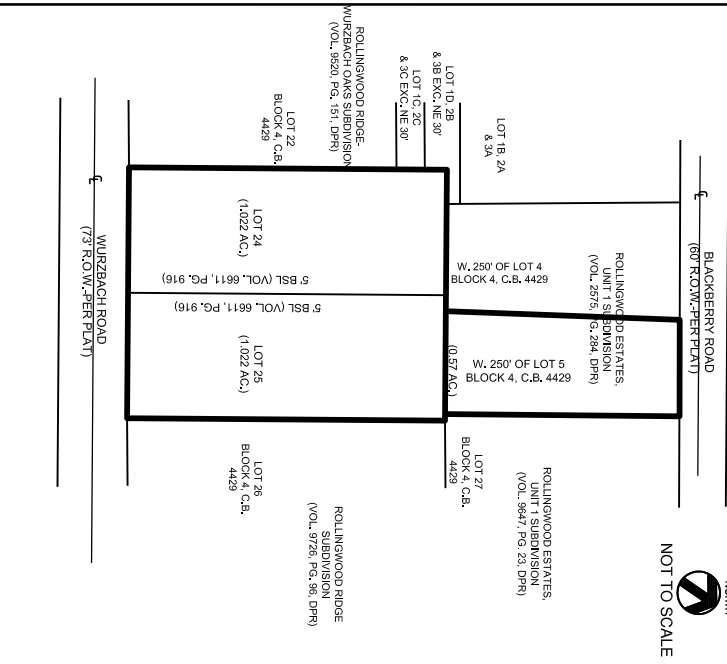 BLACKBERRY ROAD
(60' R.O.W.-PER PLAT)
℄
NORTH
NOT TO SCALE
LOT 1B, 2A
& 3A
LOT 1D, 2B
& 3B EXC. NE 30'
LOT 1C, 2C
& 3C EXC. NE 30'
ROLLINGWOOD RIDGE-
WURZBACH OAKS SUBDIVISION
(VOL. 9520, PG. 151, DPR)
LOT 22
BLOCK 4, C.B.
4429
ROLLINGWOOD ESTATES,
UNIT 1 SUBDIVISION
(VOL. 2575, PG. 284, DPR)
W. 250' OF LOT 4
BLOCK 4, C.B. 4429
W. 250' OF LOT 5
BLOCK 4, C.B. 4429
(0.57 AC.)
LOT 24
(1.022 AC.)
5' BSL (VOL. 6611, PG. 916)
5' BSL (VOL. 6611, PG. 916)
LOT 25
(1.022 AC.)
ROLLINGWOOD ESTATES,
UNIT 1 SUBDIVISION
(VOL. 9647, PG. 23, DPR)
LOT 27
BLOCK 4, C.B.
4429
LOT 26
BLOCK 4, C.B.
4429
ROLLINGWOOD RIDGE
SUBDIVISION
(VOL. 9726, PG. 96, DPR)
℄
WURZBACH ROAD
(73' R.O.W.-PER PLAT)